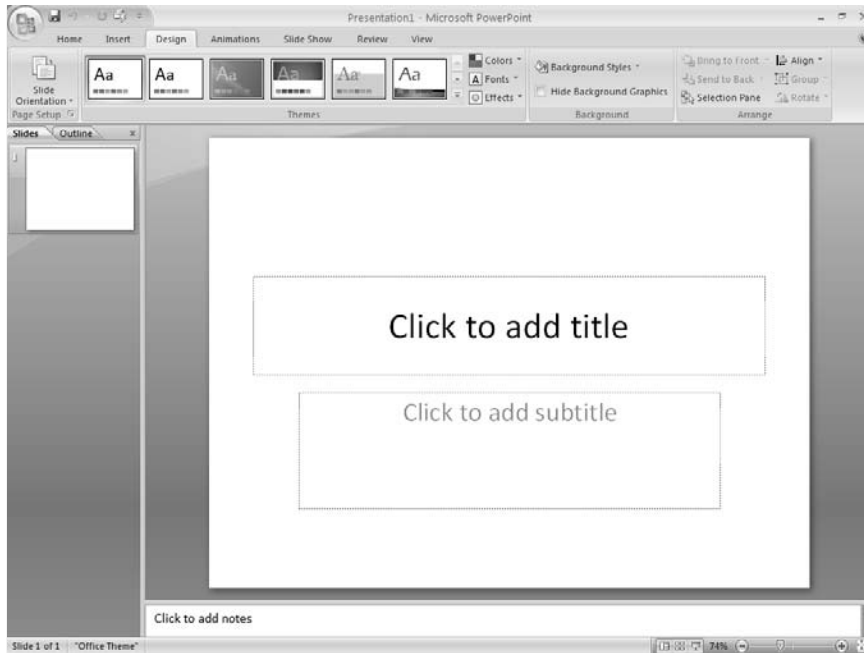 Presentation1 - Microsoft PowerPoint
Home Insert Design Animations Slide Show Review View
Slide
Orientation
Page Setup
Aa Aa Aa Aa Aa Aa
Themes
Colors
Fonts
Effects
Background Styles
Hide Background Graphics
Background
Bring to Front
Send to Back
Selection Pane
Align
Group
Rotate
Arrange
Slides Outline x
1
Click to add title
Click to add subtitle
Click to add notes
Slide 1 of 1 "Office Theme" 74%